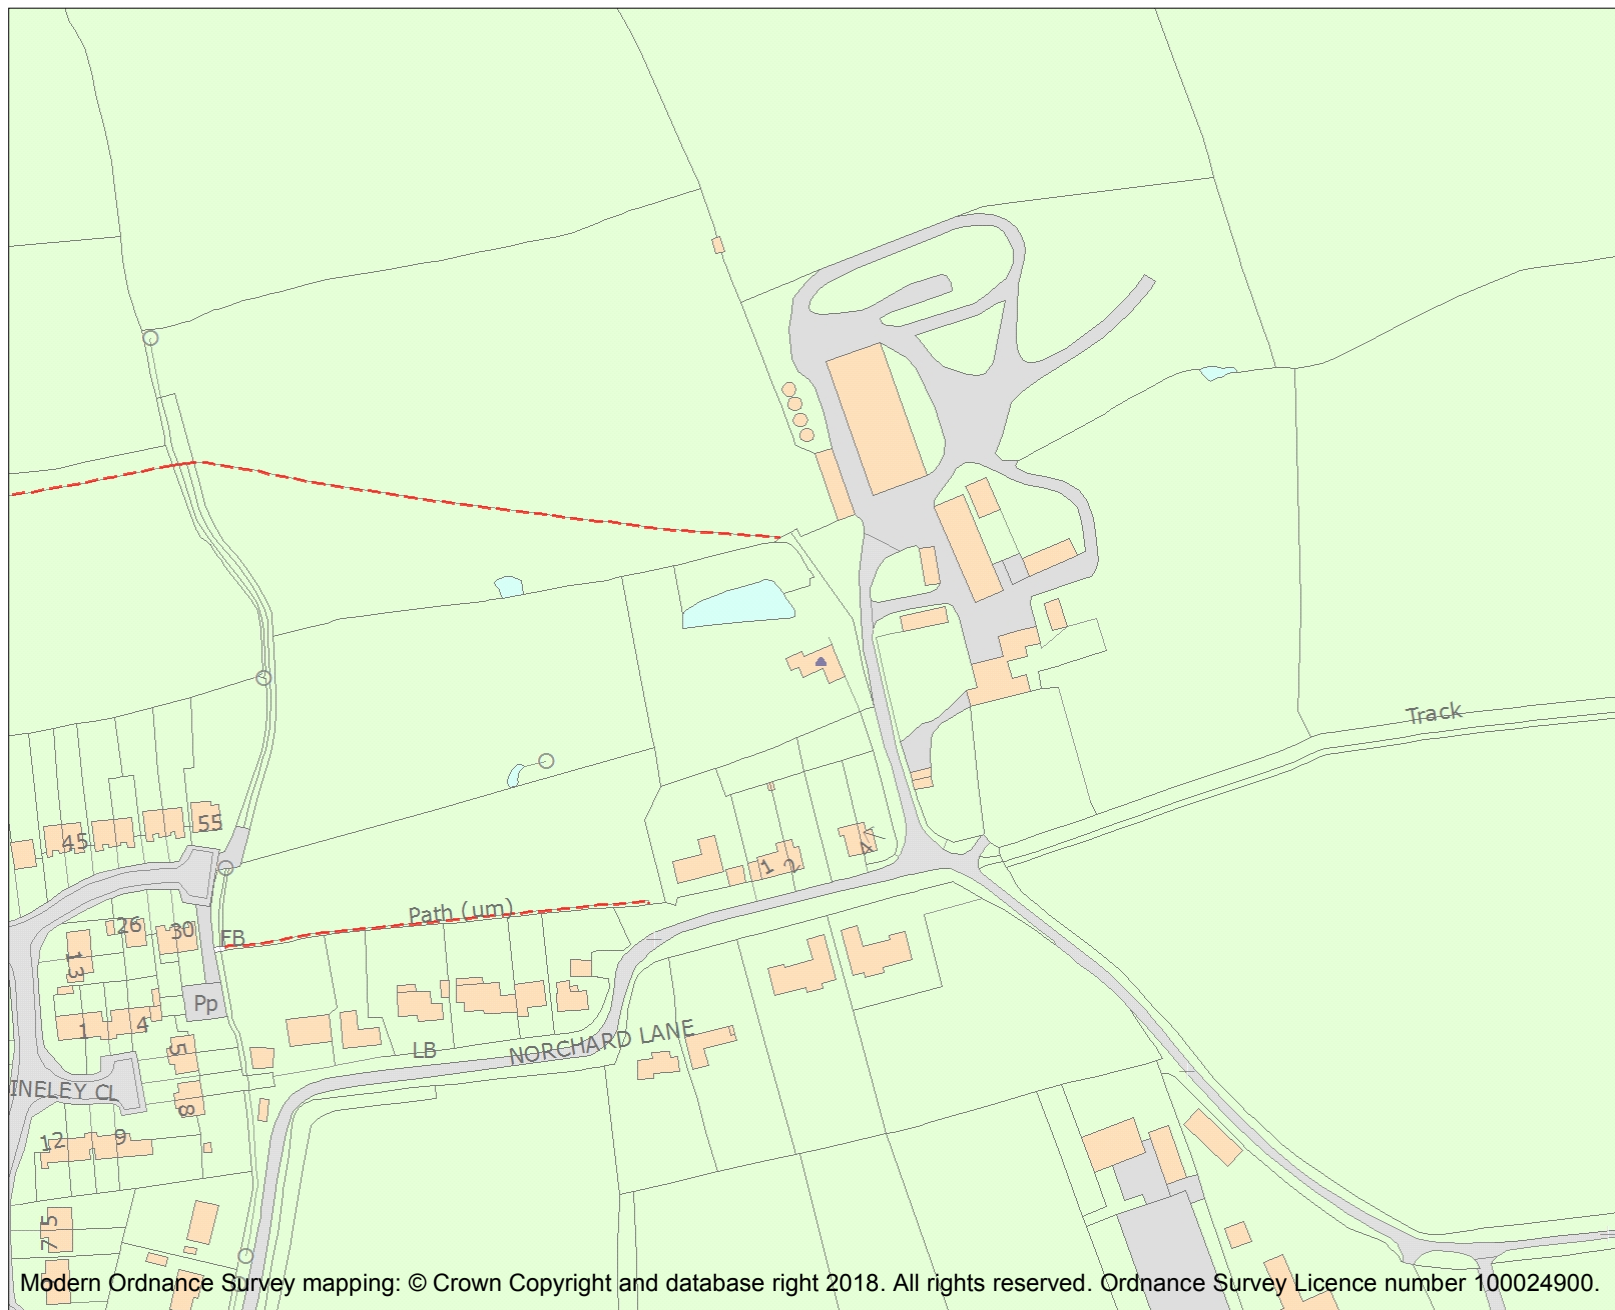 Track
45
55
1
2
4
Path (um)
26
30
FB
13
Pp
1
4
LB
NORCHARD LANE
5
INELEY CL
8
12
9
75
Modern Ordnance Survey mapping: © Crown Copyright and database right 2018. All rights reserved. Ordnance Survey Licence number 100024900.